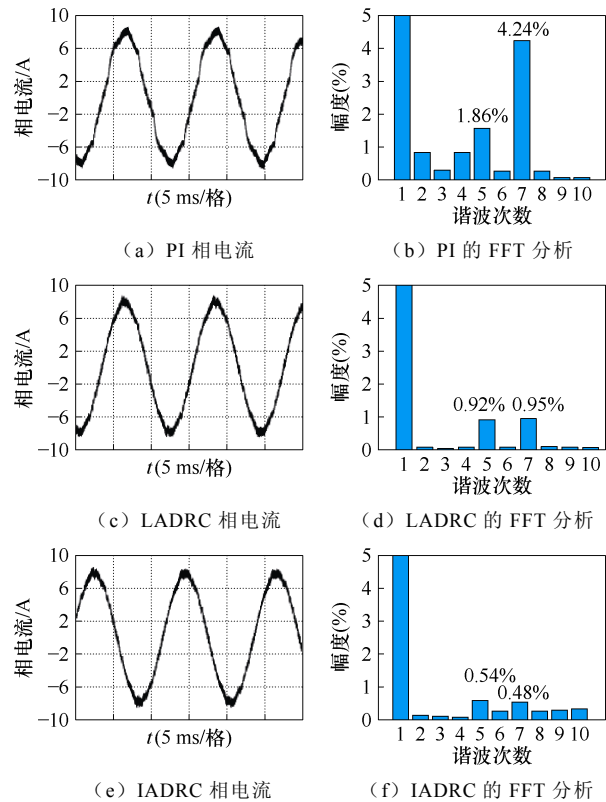 10
6
2
−2
−6
−10
相电流/A
t(5 ms/格)
(a) PI 相电流
5
4
3
2
1
0
幅度(%)
4.24%
1.86%
1 2 3 4 5 6 7 8 9 10
谐波次数
(b) PI 的 FFT 分析
10
6
2
−2
−6
−10
相电流/A
t(5 ms/格)
(c) LADRC 相电流
5
4
3
2
1
0
幅度(%)
0.92% 0.95%
1 2 3 4 5 6 7 8 9 10
谐波次数
(d) LADRC 的 FFT 分析
10
6
2
−2
−6
−10
相电流/A
t(5 ms/格)
(e) IADRC 相电流
5
4
3
2
1
0
幅度(%)
0.54%
0.48%
1 2 3 4 5 6 7 8 9 10
谐波次数
(f) IADRC 的 FFT 分析